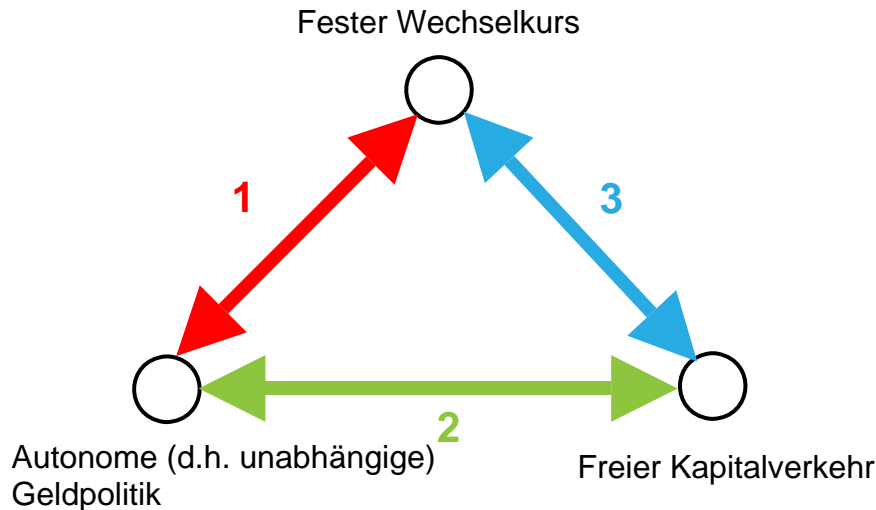 Fester Wechselkurs
1
3
2
Autonome (d.h. unabhängige)
Geldpolitik
Freier Kapitalverkehr